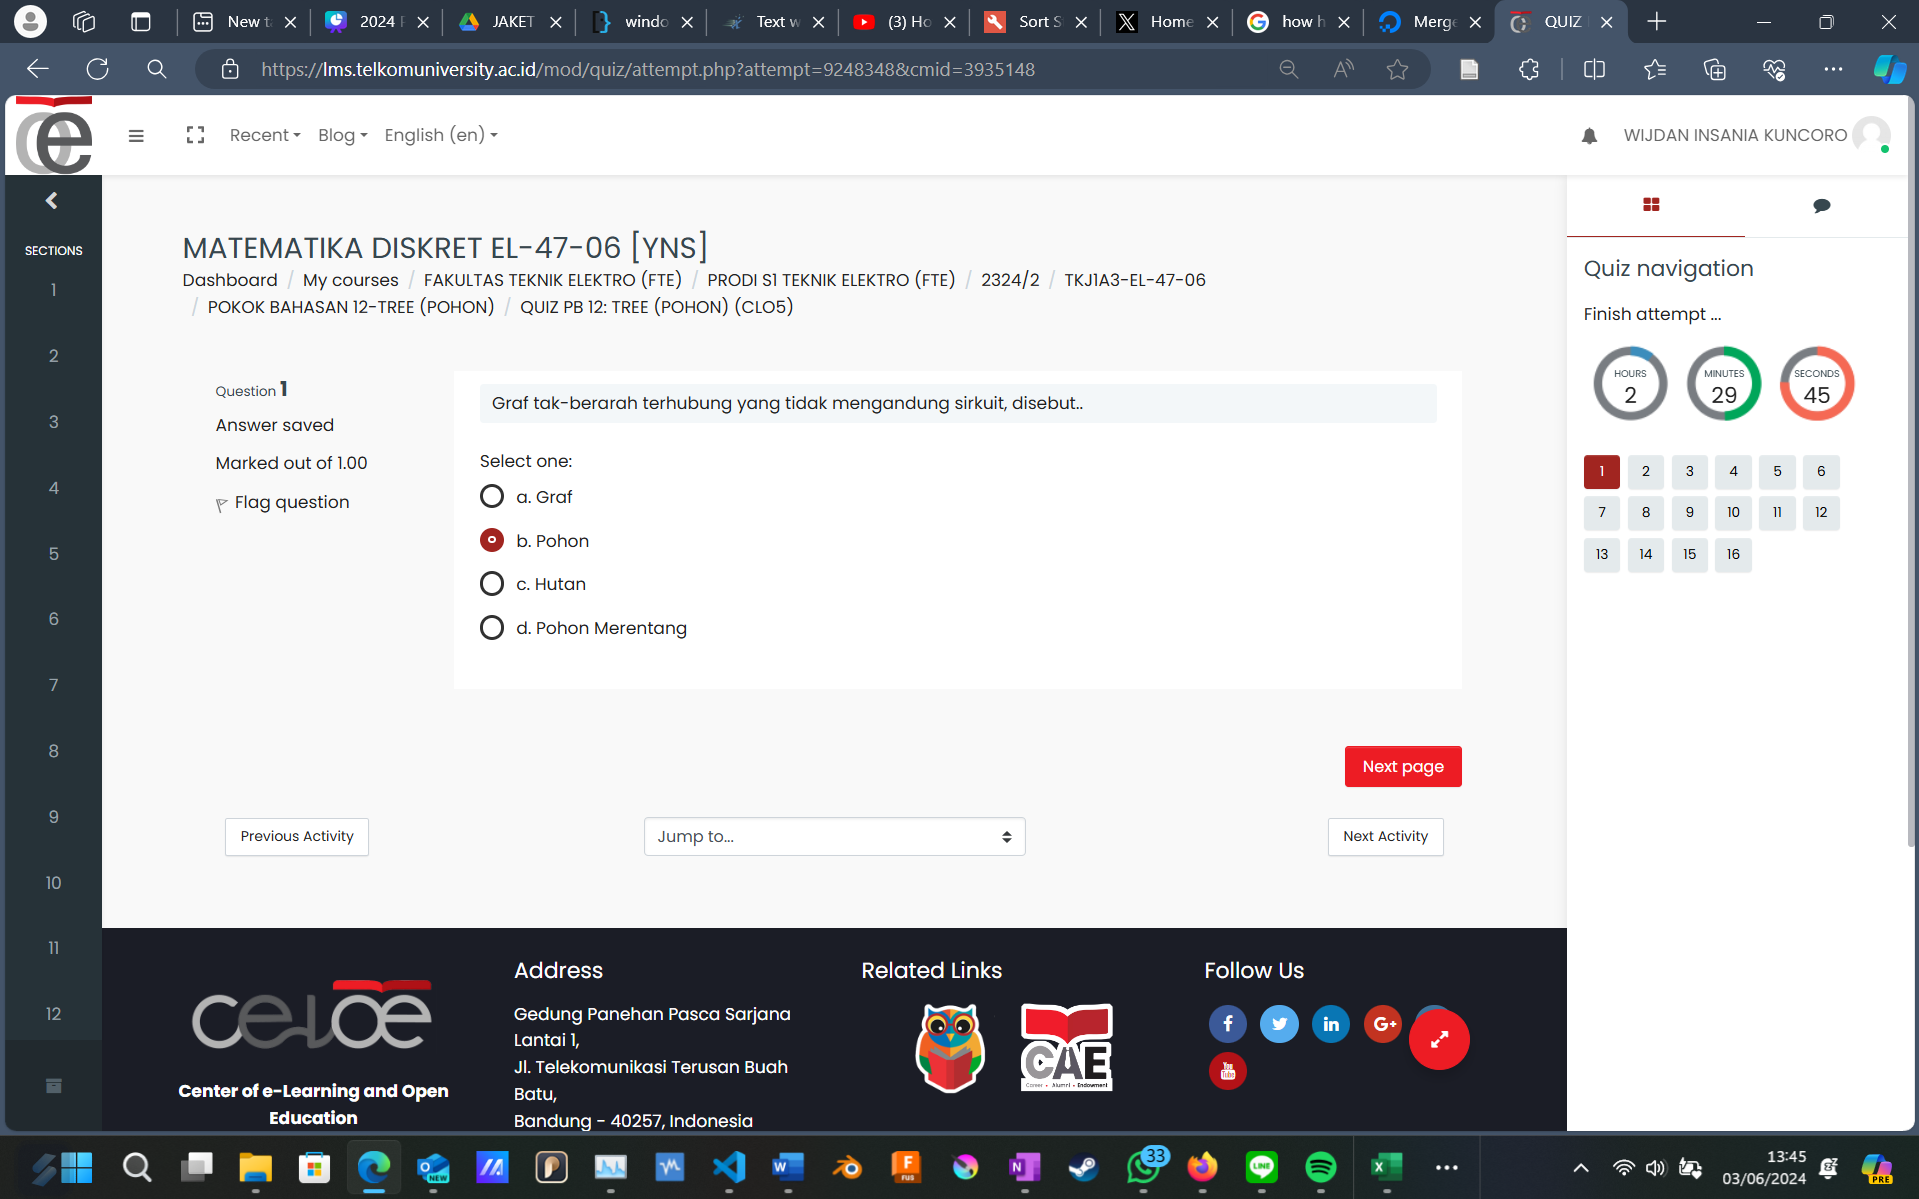 New ta
2024 P
JAKET
windo
Text w
(3) Ho
Sort S
Home
how h
Merge
QUIZ
https://lms.telkomuniversity.ac.id/mod/quiz/attempt.php?attempt=9248348&cmid=3935148
Recent
Blog
English (en)
WIJDAN INSANIA KUNCORO
SECTIONS
1
2
3
4
5
6
7
8
9
10
11
12
MATEMATIKA DISKRET EL-47-06 [YNS]
Dashboard / My courses / FAKULTAS TEKNIK ELEKTRO (FTE) / PRODI S1 TEKNIK ELEKTRO (FTE) / 2324/2 / TKJ1A3-EL-47-06
/ POKOK BAHASAN 12-TREE (POHON) / QUIZ PB 12: TREE (POHON) (CLO5)
Question 1
Answer saved
Marked out of 1.00
Flag question
Graf tak-berarah terhubung yang tidak mengandung sirkuit, disebut..
Select one:
a. Graf
b. Pohon
c. Hutan
d. Pohon Merentang
Next page
Previous Activity
Jump to...
Next Activity
Quiz navigation
Finish attempt ...
HOURS
2
MINUTES
29
SECONDS
45
1 2 3 4 5 6
7 8 9 10 11 12
13 14 15 16
celoe
Center of e-Learning and Open
Education
Address
Gedung Panehan Pasca Sarjana
Lantai 1,
Jl. Telekomunikasi Terusan Buah
Batu,
Bandung - 40257, Indonesia
Related Links
CAE
Career • Alumni • Endowment
Follow Us
G+
You
Tube
NEW
FUS
33
LINE
13:45
03/06/2024
PRE